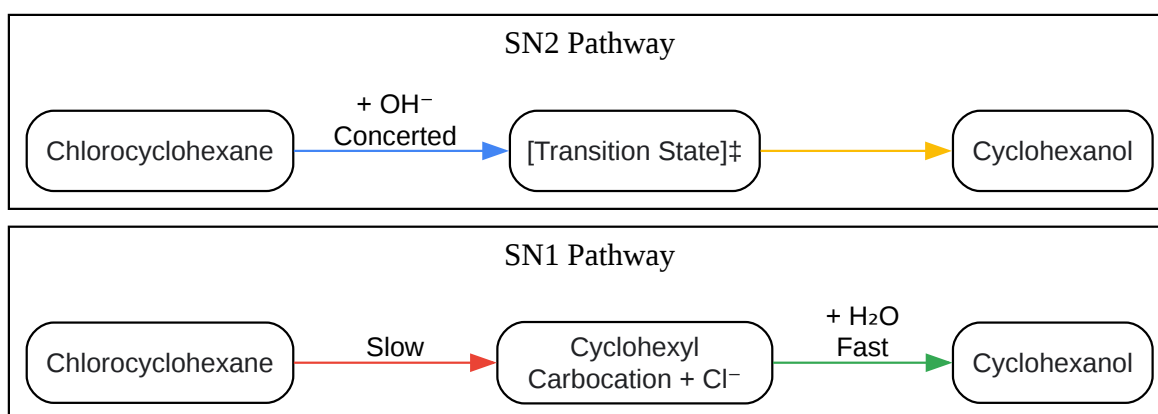 SN2 Pathway
Chlorocyclohexane
+ OH⁻
Concerted
[Transition State]‡
Cyclohexanol
SN1 Pathway
Chlorocyclohexane
Slow
Cyclohexyl
Carbocation + Cl⁻
+ H₂O
Fast
Cyclohexanol